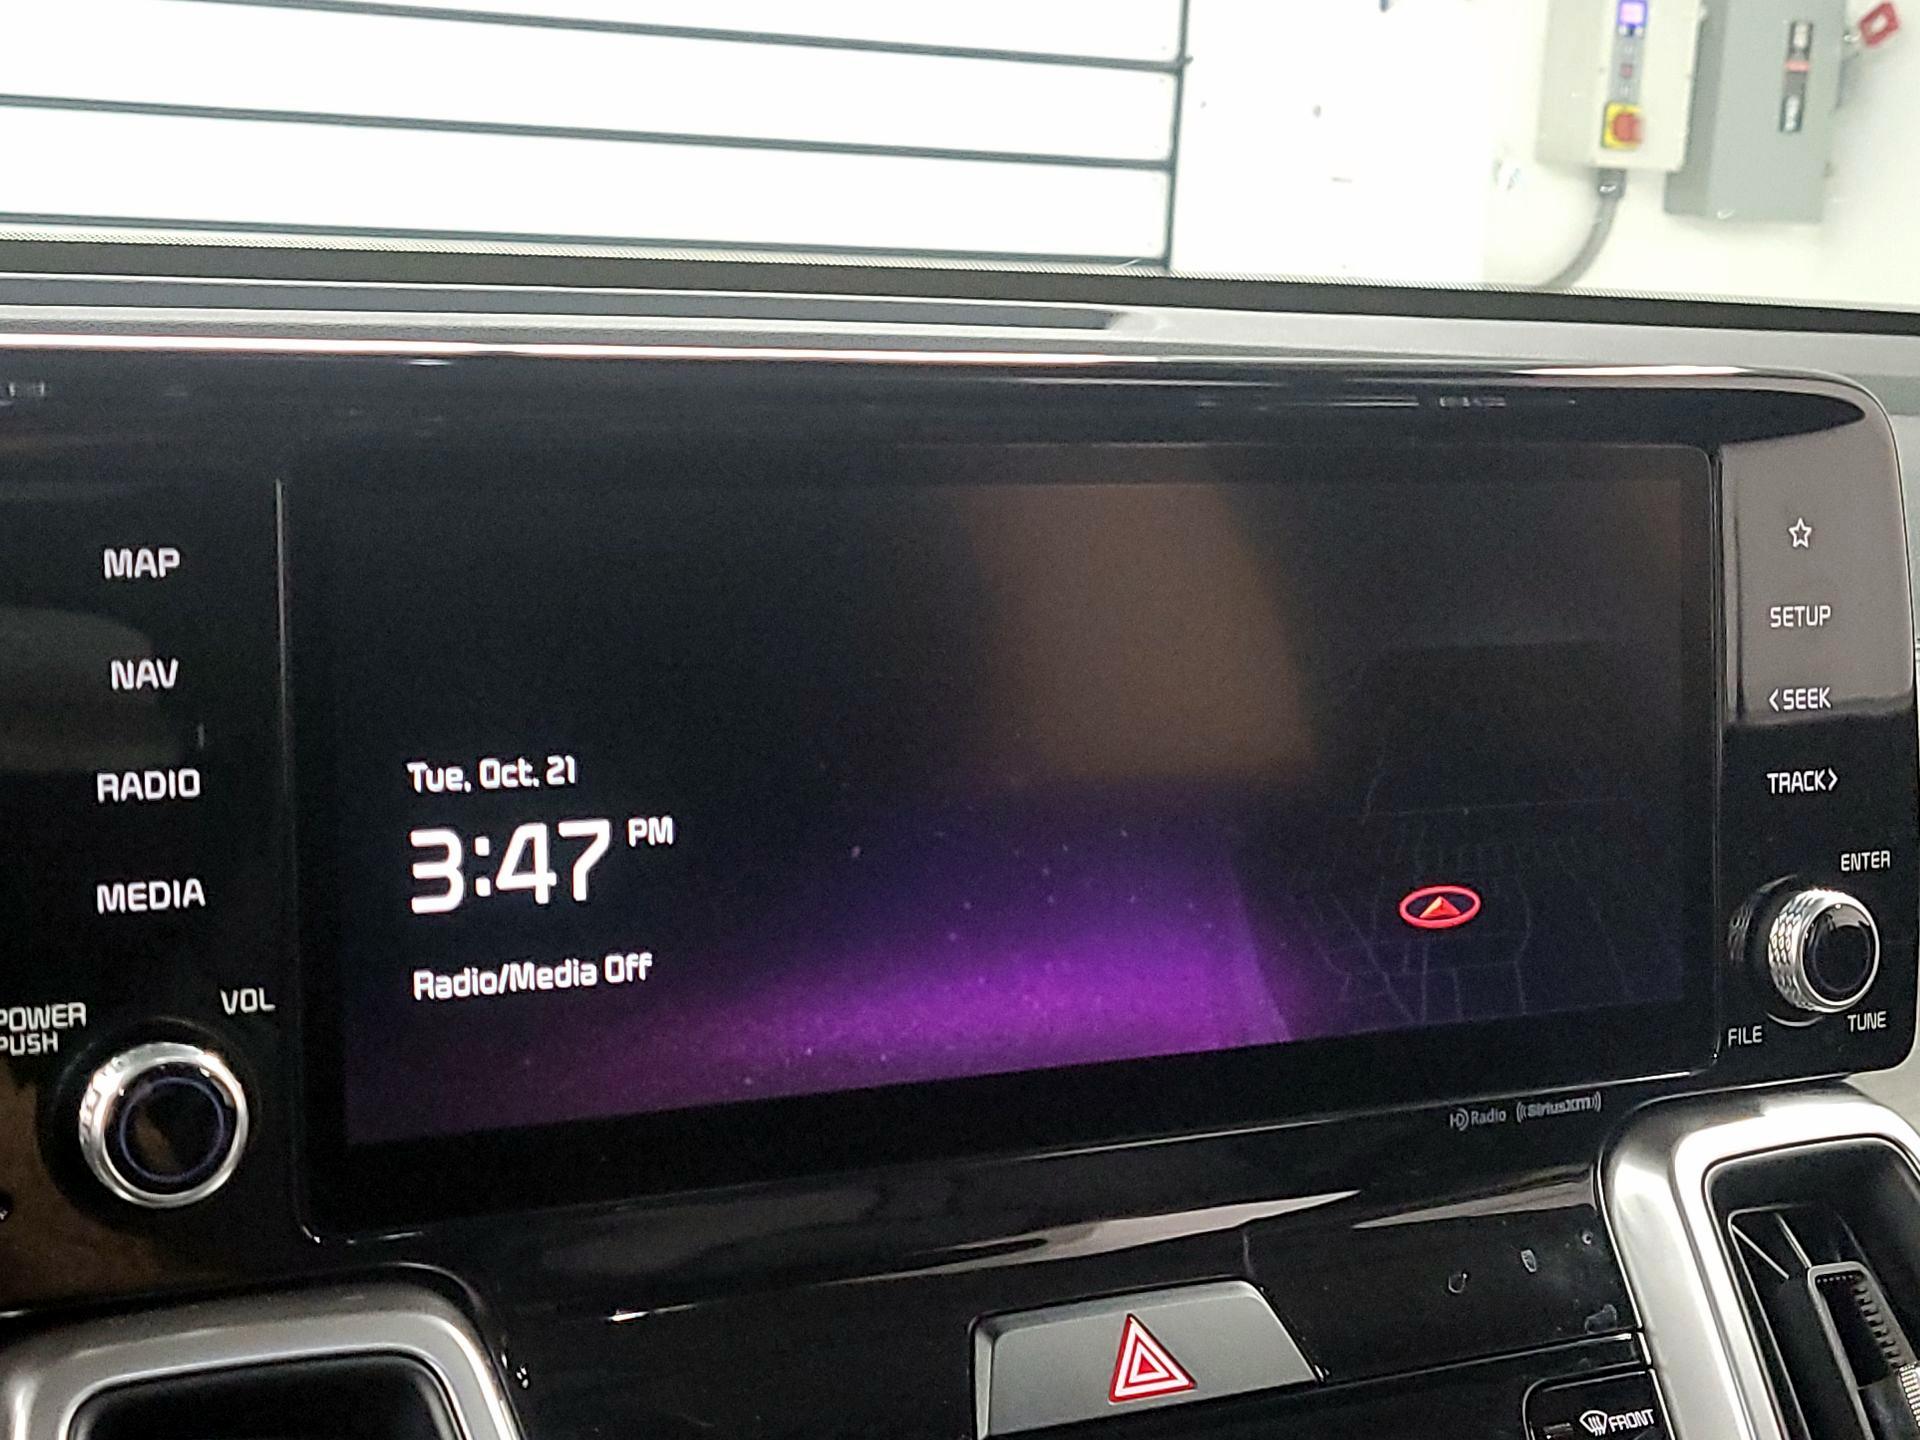 MAP
NAV
RADIO
MEDIA
POWER
PUSH
VOL
Tue, Oct. 21
3:47 PM
Radio/Media Off
SETUP
<SEEK
TRACK>
ENTER
FILE
TUNE
HD Radio ((SiriusXM))
FRONT